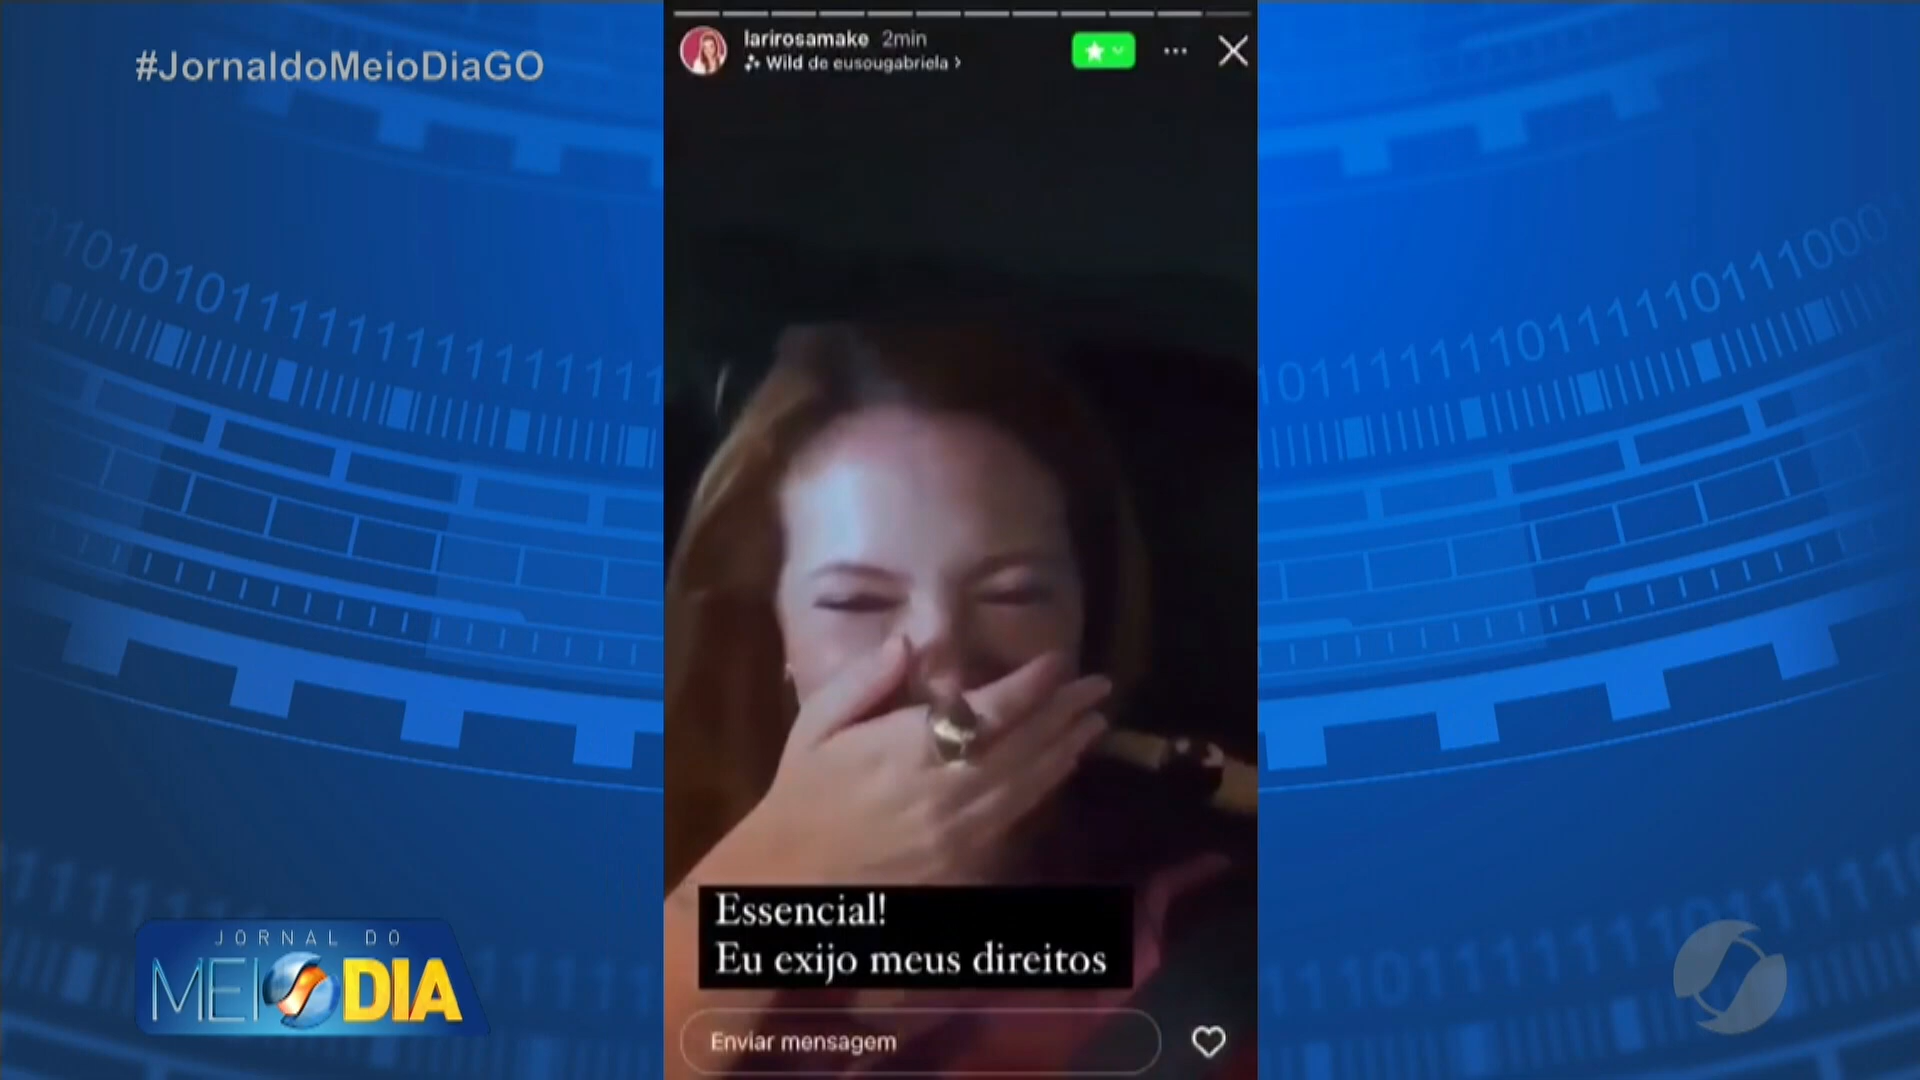 #JornaldoMeioDiaGO
larirosamake 2min
Wild de eusougabriela >
Essencial!
Eu exijo meus direitos
Enviar mensagem
JORNAL DO
MEIO DIA